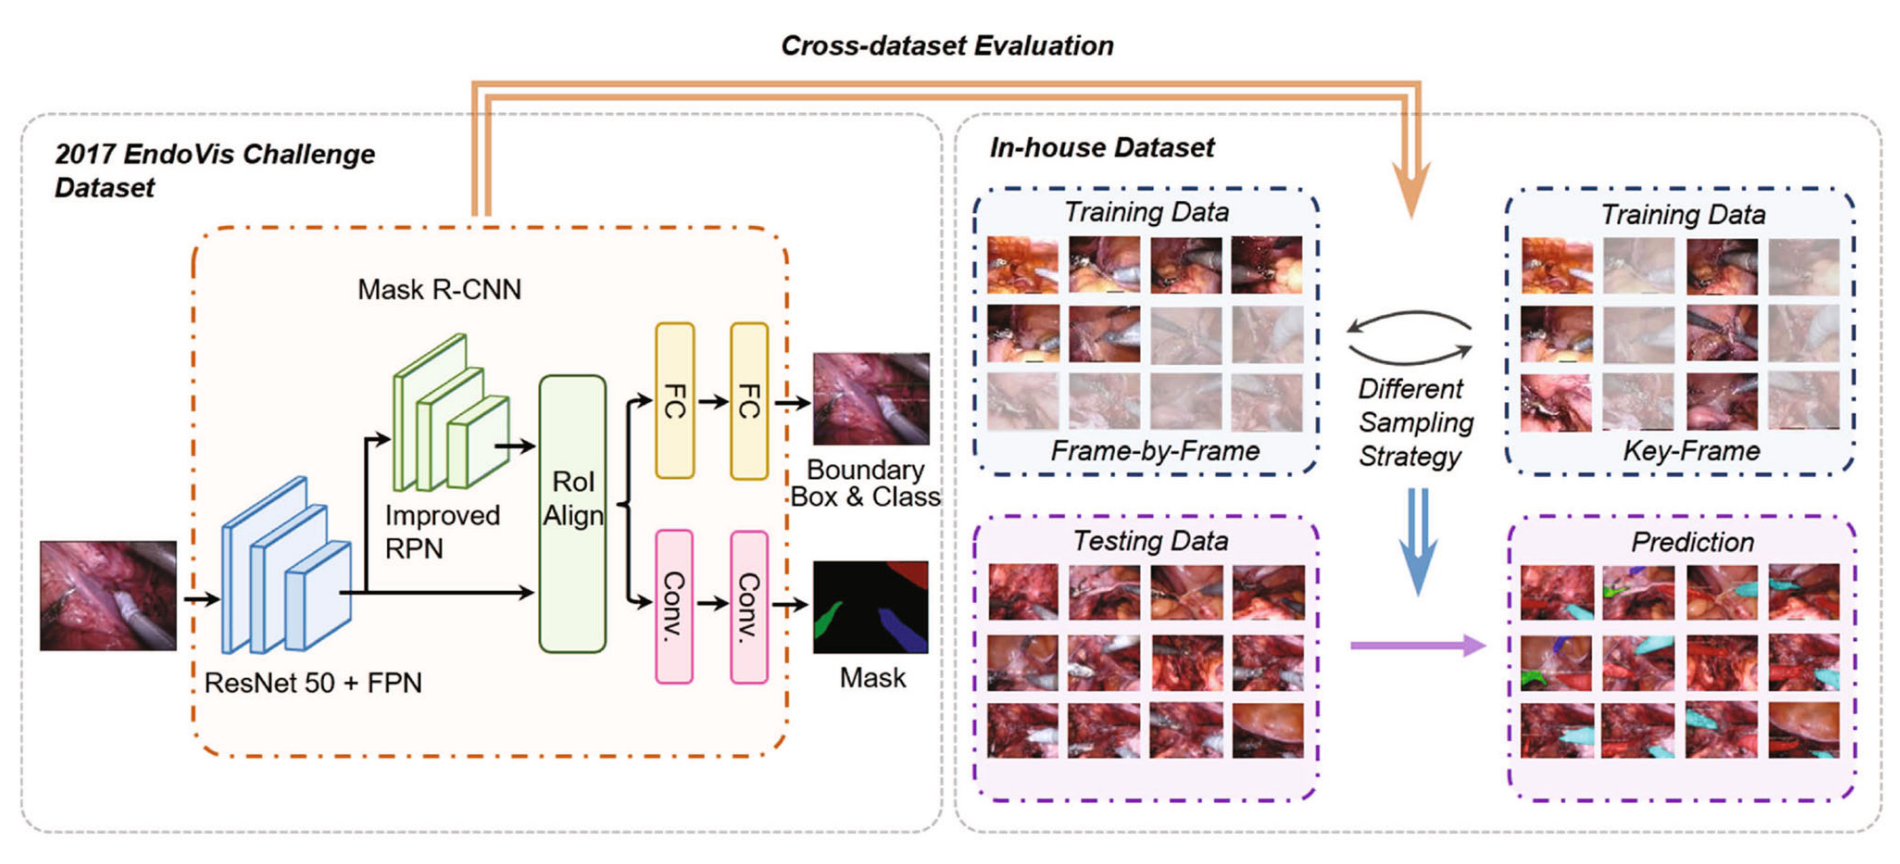 Cross-dataset Evaluation
2017 EndoVis Challenge
Dataset
Mask R-CNN
FC
FC
Boundary
Box & Class
RoI
Align
Improved
RPN
Conv.
Conv.
Mask
ResNet 50 + FPN
In-house Dataset
Training Data
Frame-by-Frame
Different
Sampling
Strategy
Training Data
Key-Frame
Testing Data
Prediction